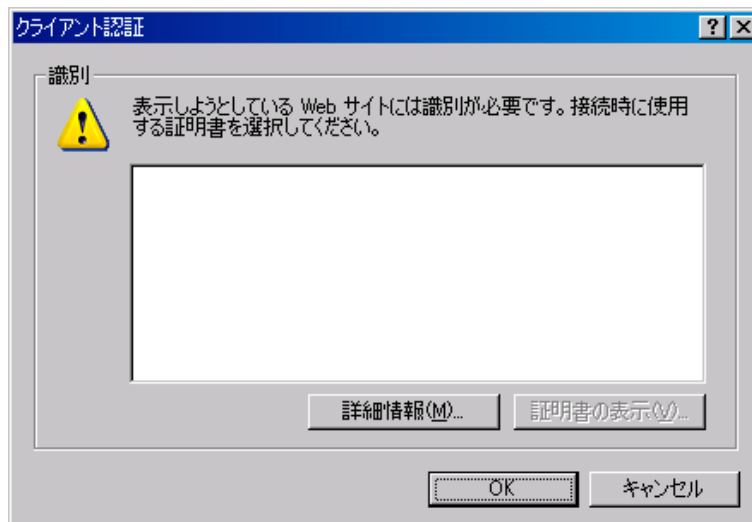 クライアント認証
識別
表示しようとしている Web サイトには識別が必要です。接続時に使用
する証明書を選択してください。
詳細情報(M)...
証明書の表示(V)...
OK
キャンセル